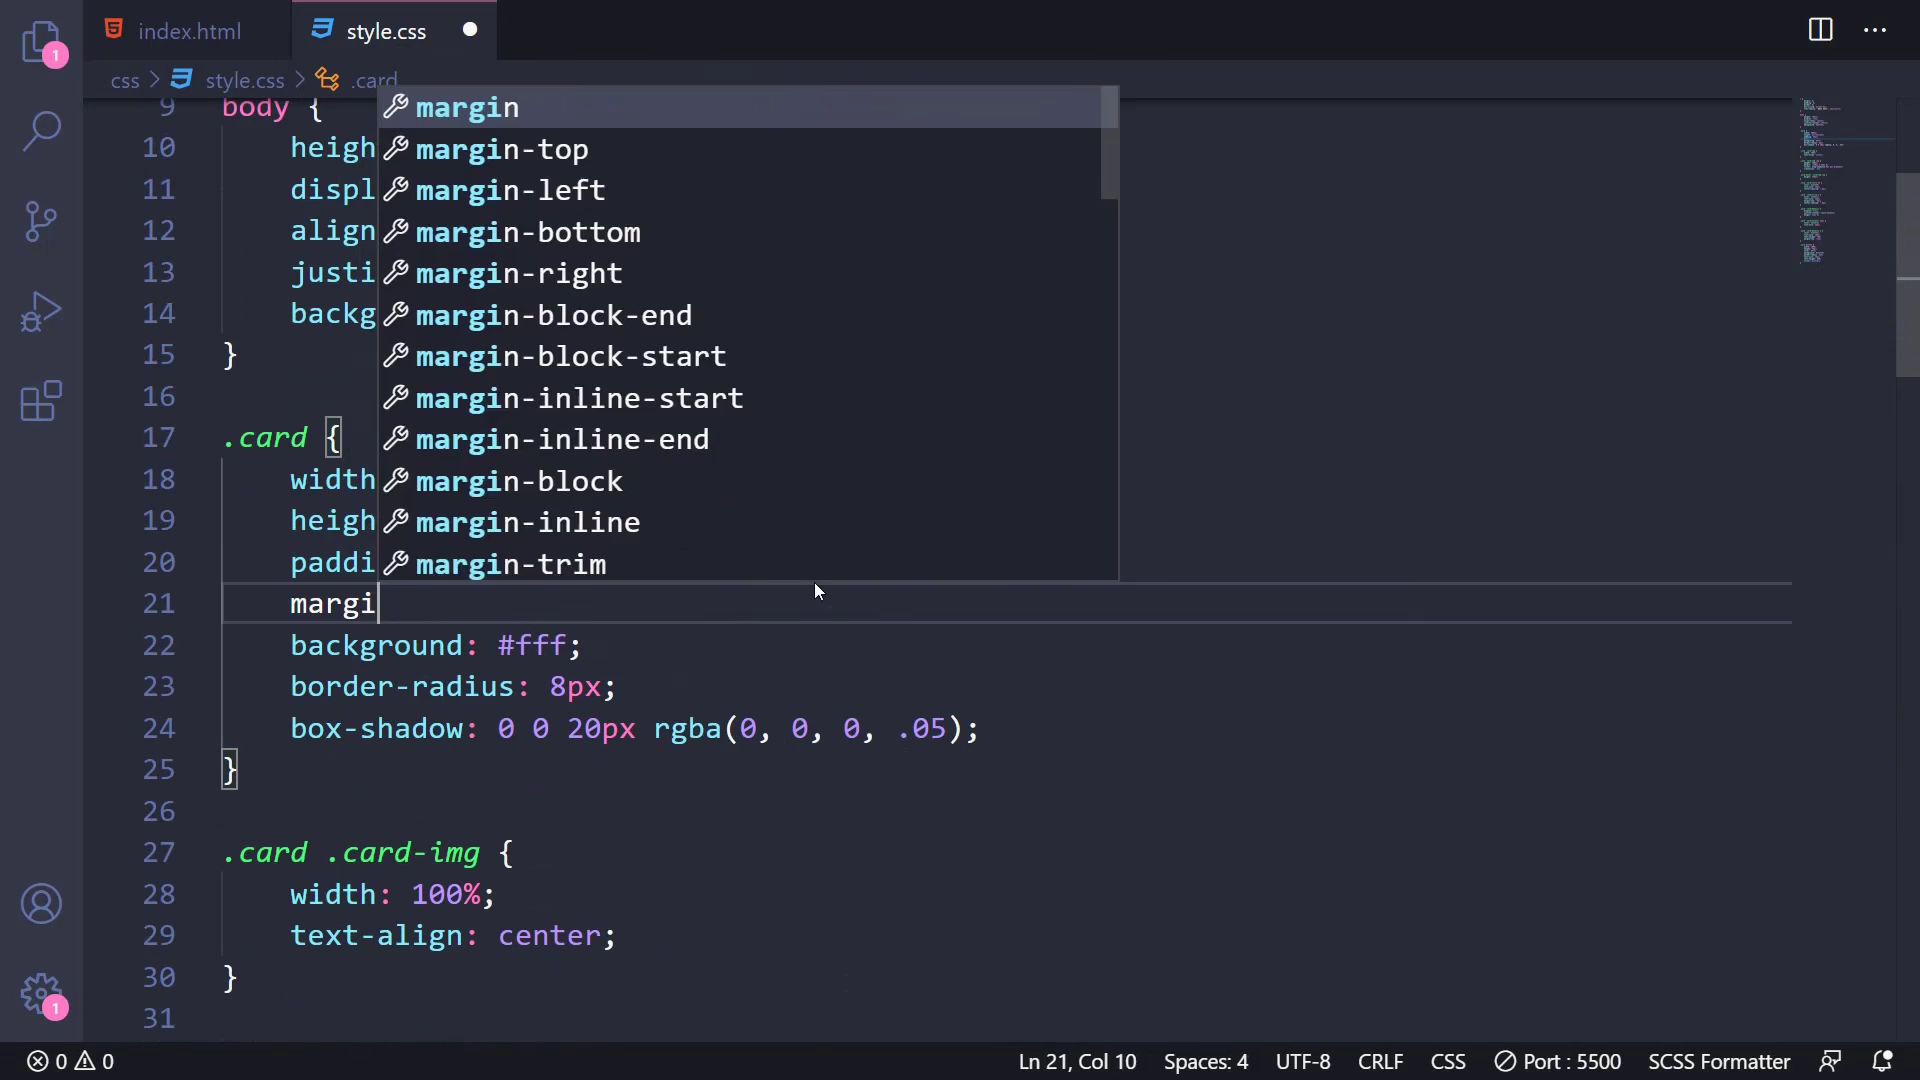 index.html
style.css
css > style.css > .card
9 body {
10 heigh
11 displ
12 align
13 justi
14 backg
15 }
16
17 .card {
18 width
19 heigh
20 paddi
21 margi
22 background: #fff;
23 border-radius: 8px;
24 box-shadow: 0 0 20px rgba(0, 0, 0, .05);
25 }
26
27 .card .card-img {
28 width: 100%;
29 text-align: center;
30 }
31
margin
margin-top
margin-left
margin-bottom
margin-right
margin-block-end
margin-block-start
margin-inline-start
margin-inline-end
margin-block
margin-inline
margin-trim
1
1
0 0
Ln 21, Col 10 Spaces: 4 UTF-8 CRLF CSS Port : 5500 SCSS Formatter